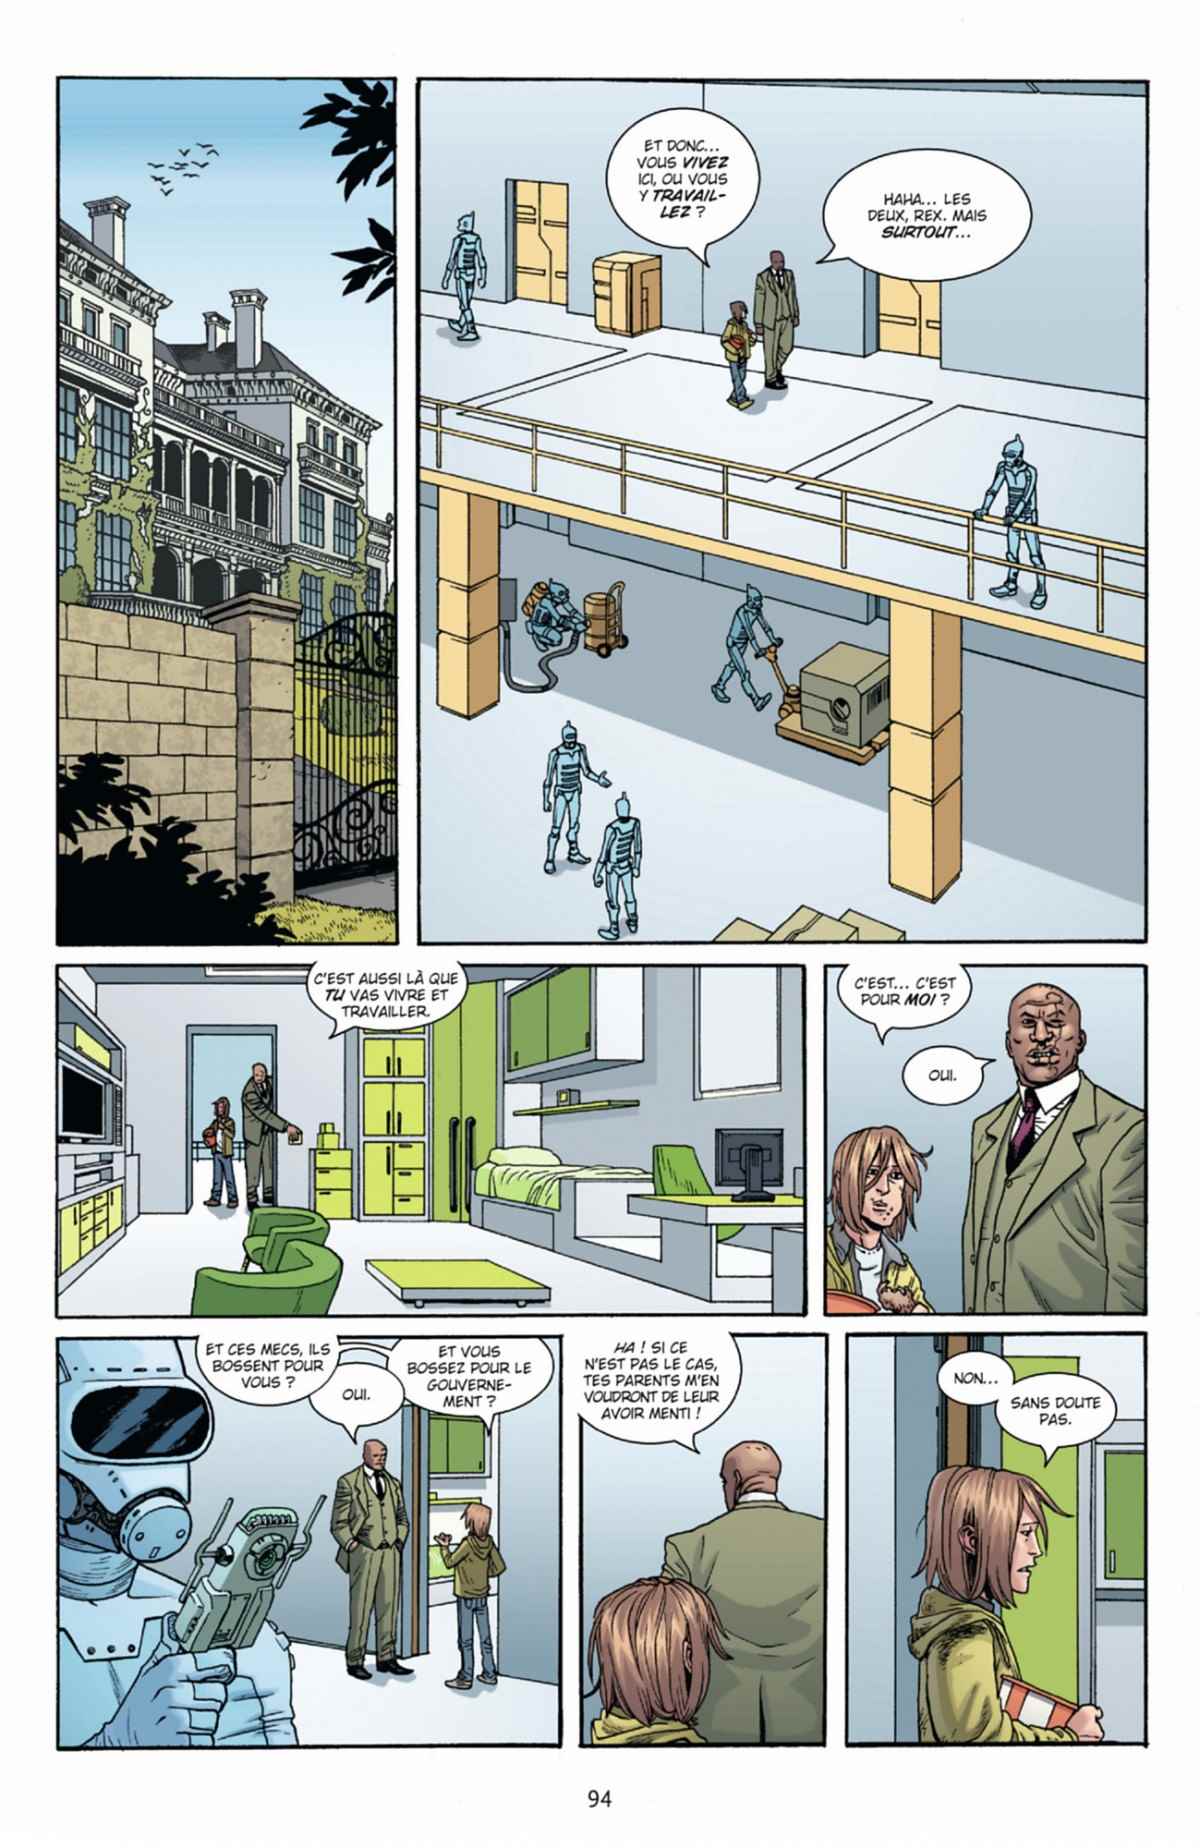 ET DONC...
VOUS VIVEZ
ICI, OU VOUS
Y TRAVAIL-
LEZ ?
HAHA... LES
DEUX, REX. MAIS
SURTOUT...
C'EST AUSSI LÀ QUE
TU VAS VIVRE ET
TRAVAILLER.
C'EST... C'EST
POUR MOI ?
OUI.
ET CES MECS, ILS
BOSSENT POUR
VOUS ?
OUI.
ET VOUS
BOSSEZ POUR LE
GOUVERNE-
MENT ?
HA ! SI CE
N'EST PAS LE CAS,
TES PARENTS M'EN
VOUDRONT DE LEUR
AVOIR MENTI !
NON...
SANS DOUTE
PAS.
94